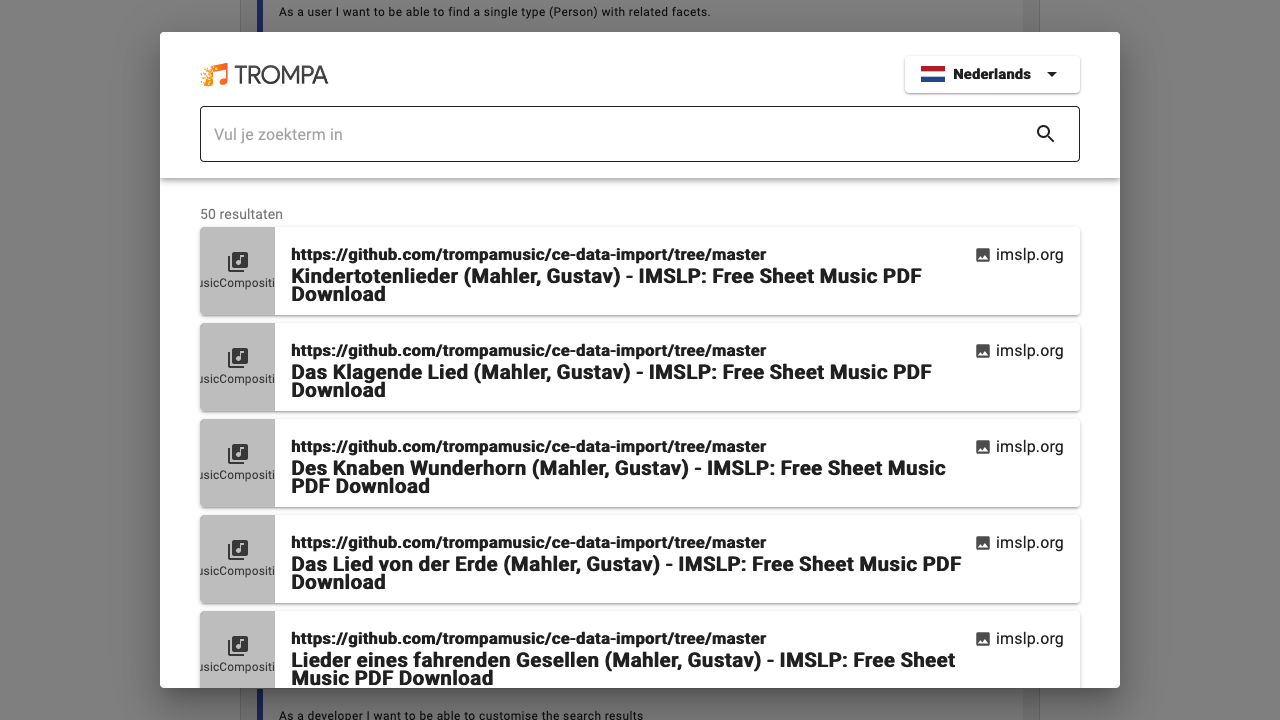 As a user I want to be able to find a single type (Person) with related facets.
TROMPA
Nederlands
Vul je zoekterm in
50 resultaten
https://github.com/trompamusic/ce-data-import/tree/master
imslp.org
Kindertotenlieder (Mahler, Gustav) - IMSLP: Free Sheet Music PDF
Download
usicCompositi
https://github.com/trompamusic/ce-data-import/tree/master
imslp.org
Das Klagende Lied (Mahler, Gustav) - IMSLP: Free Sheet Music PDF
Download
usicCompositi
https://github.com/trompamusic/ce-data-import/tree/master
imslp.org
Des Knaben Wunderhorn (Mahler, Gustav) - IMSLP: Free Sheet Music
PDF Download
usicCompositi
https://github.com/trompamusic/ce-data-import/tree/master
imslp.org
Das Lied von der Erde (Mahler, Gustav) - IMSLP: Free Sheet Music PDF
Download
usicCompositi
https://github.com/trompamusic/ce-data-import/tree/master
imslp.org
Lieder eines fahrenden Gesellen (Mahler, Gustav) - IMSLP: Free Sheet
Music PDF Download
usicCompositi
As a developer I want to be able to customise the search results